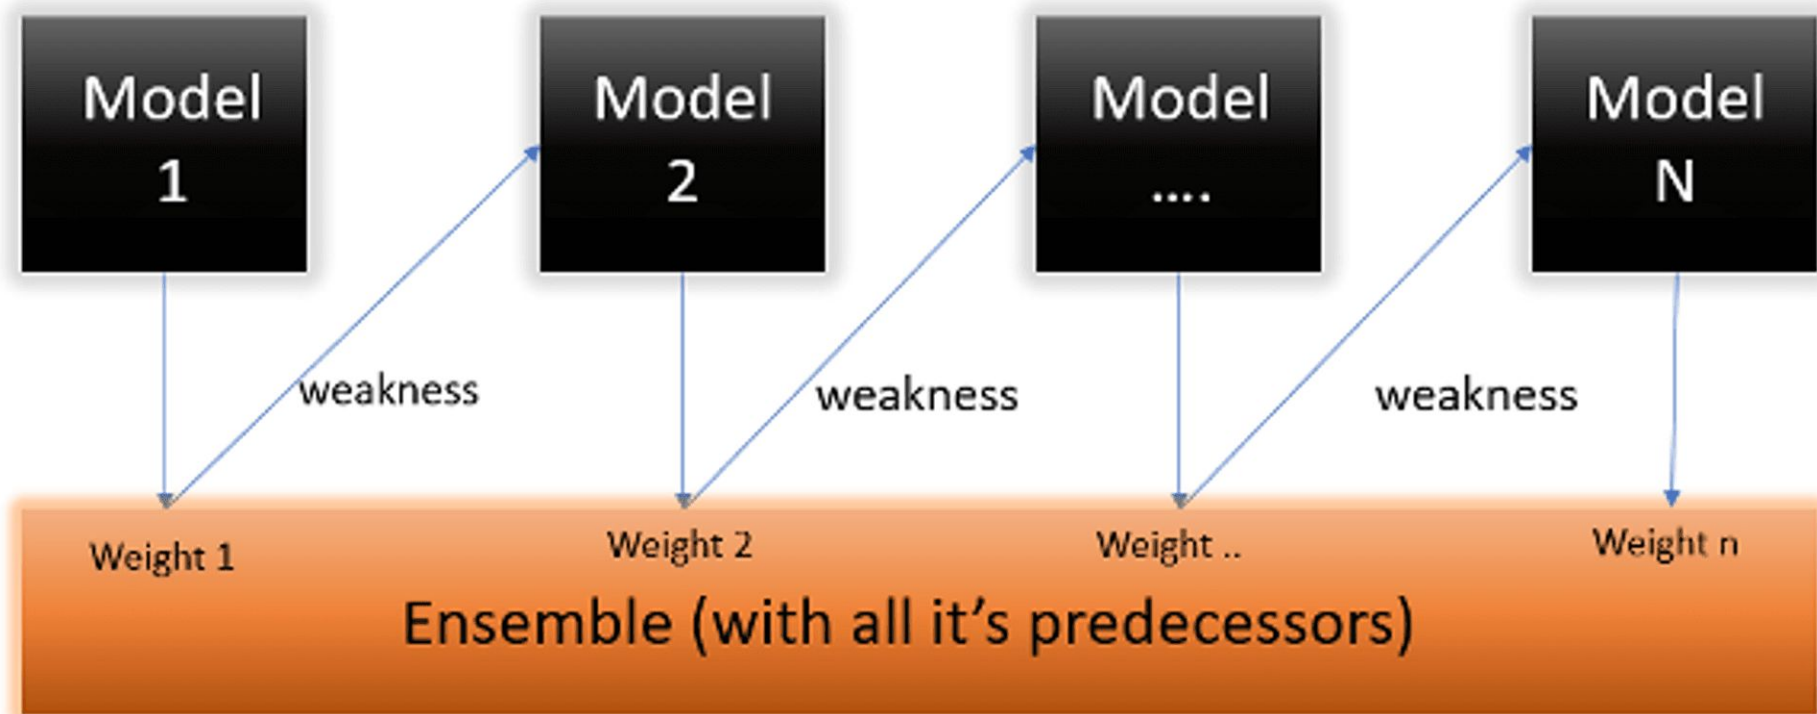 Model
1
Model
2
Model
....
Model
N
weakness
weakness
weakness
Weight 1
Weight 2
Weight ..
Weight n
Ensemble (with all it's predecessors)